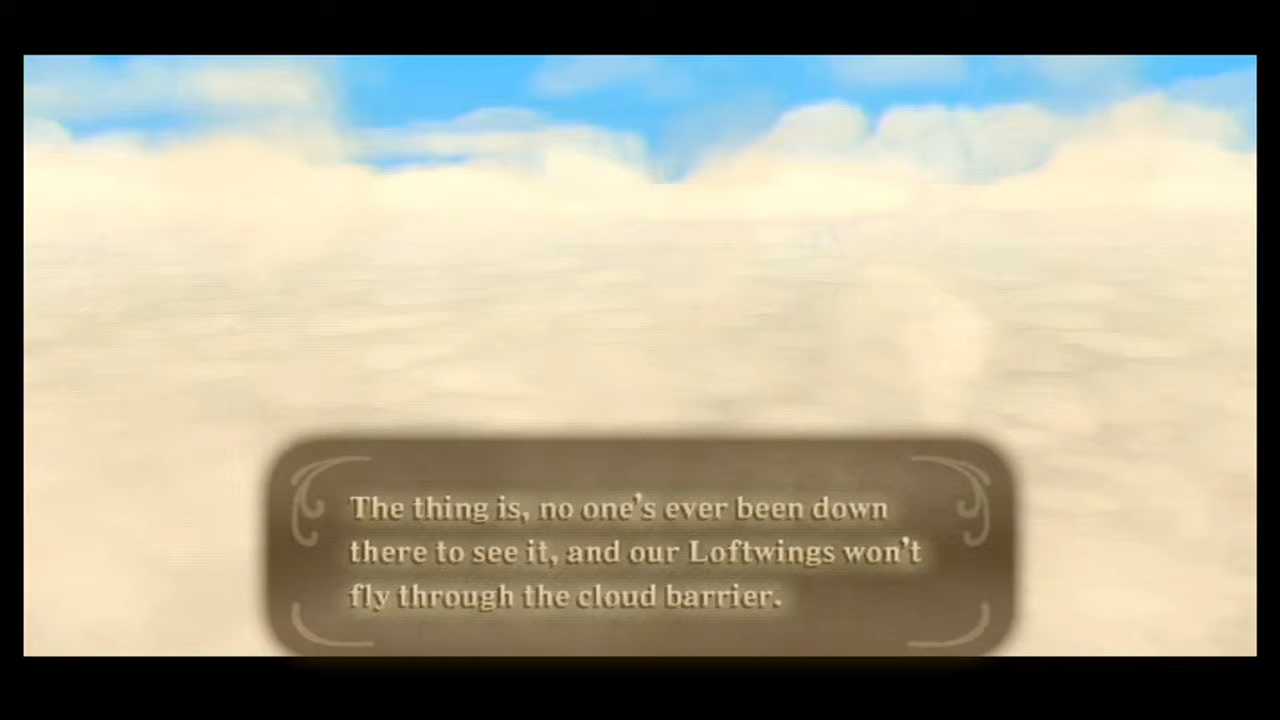 The thing is, no one's ever been down
there to see it, and our Loftwings won't
fly through the cloud barrier.